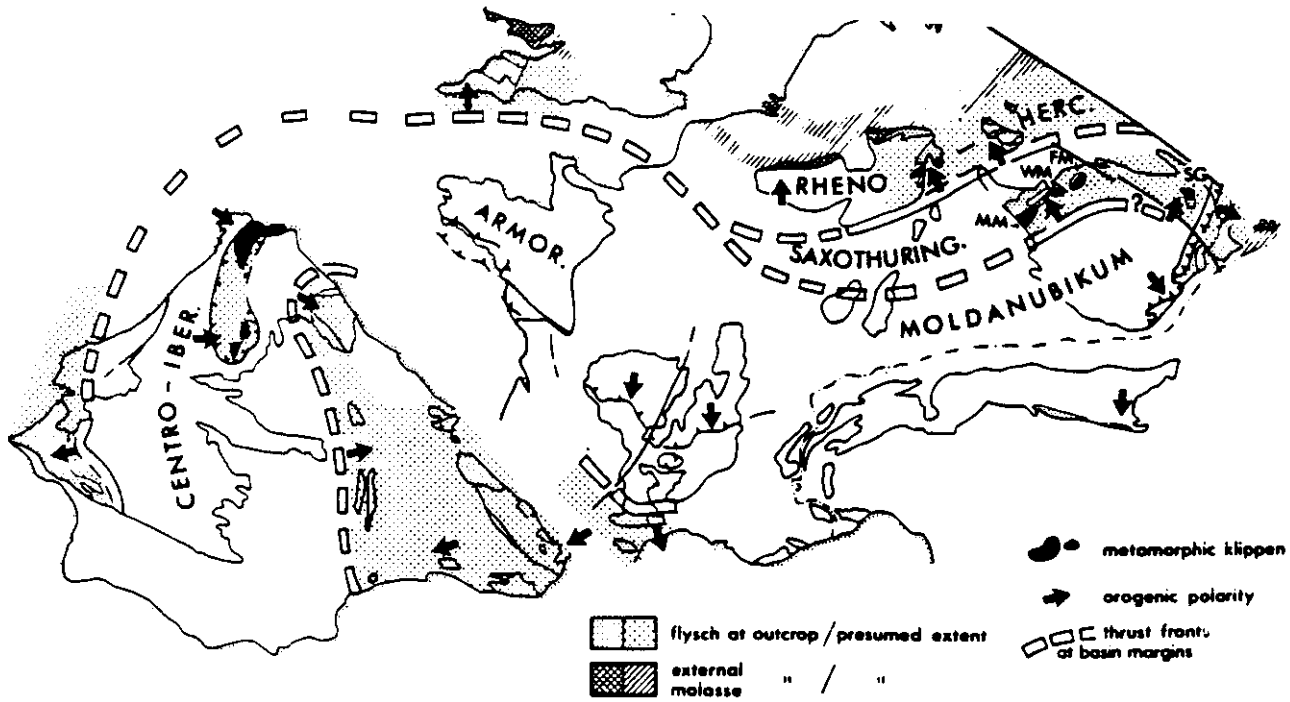 HERC.
FM
WM
SG
RHENO
MM
?
ARMOR.
SAXOTHURING.
MOLDANUBIKUM
CENTRO-IBER.
metamorphic klippen
orogenic polarity
thrust fronts
at basin margins
flysch at outcrop / presumed extent
external
molasse " / "